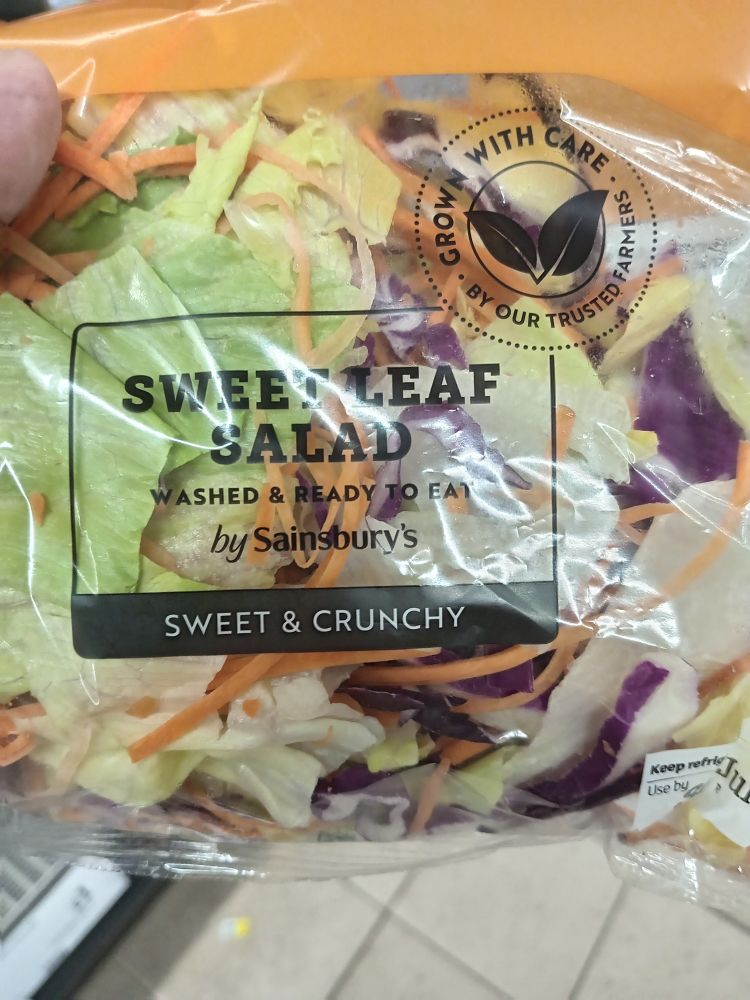 GROWN WITH CARE
BY OUR TRUSTED FARMERS
SWEET LEAF
SALAD
WASHED & READY TO EAT
by Sainsbury's
SWEET & CRUNCHY
Keep
Use by